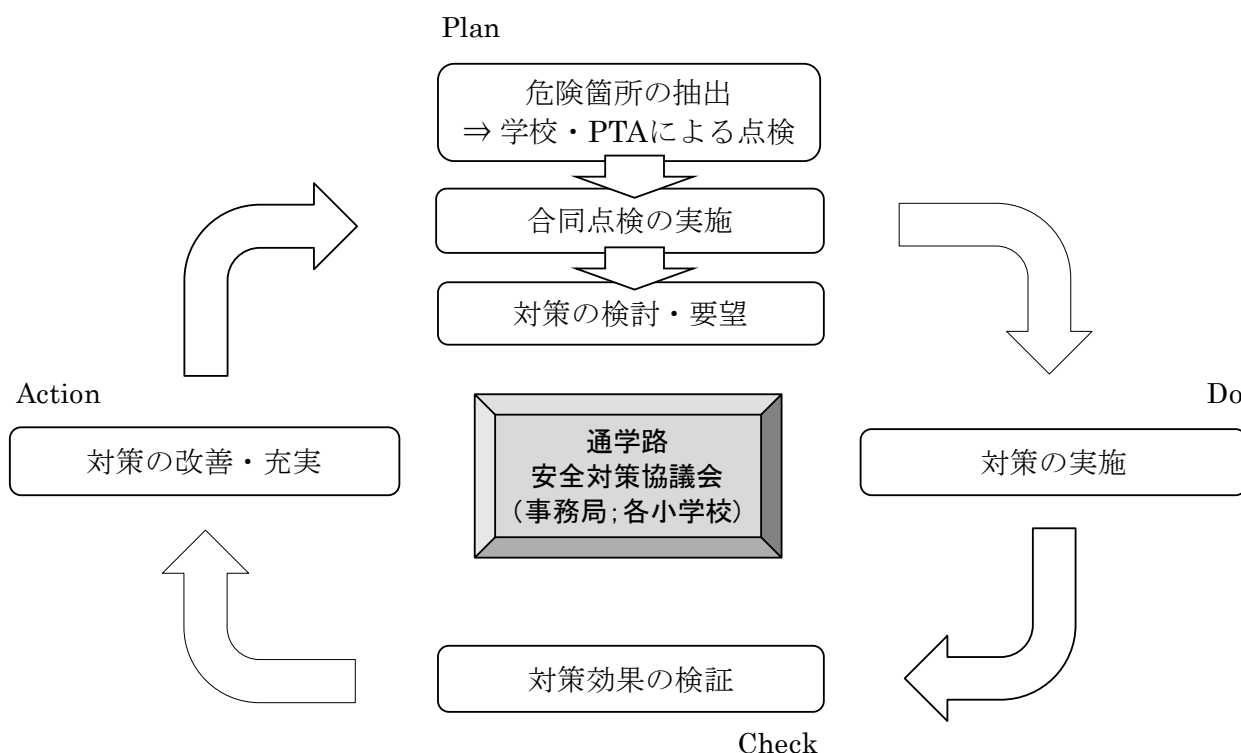 Plan
危険箇所の抽出
⇒ 学校・PTAによる点検
合同点検の実施
対策の検討・要望
Action
Do
対策の改善・充実
通学路
安全対策協議会
（事務局；各小学校）
対策の実施
対策効果の検証
Check